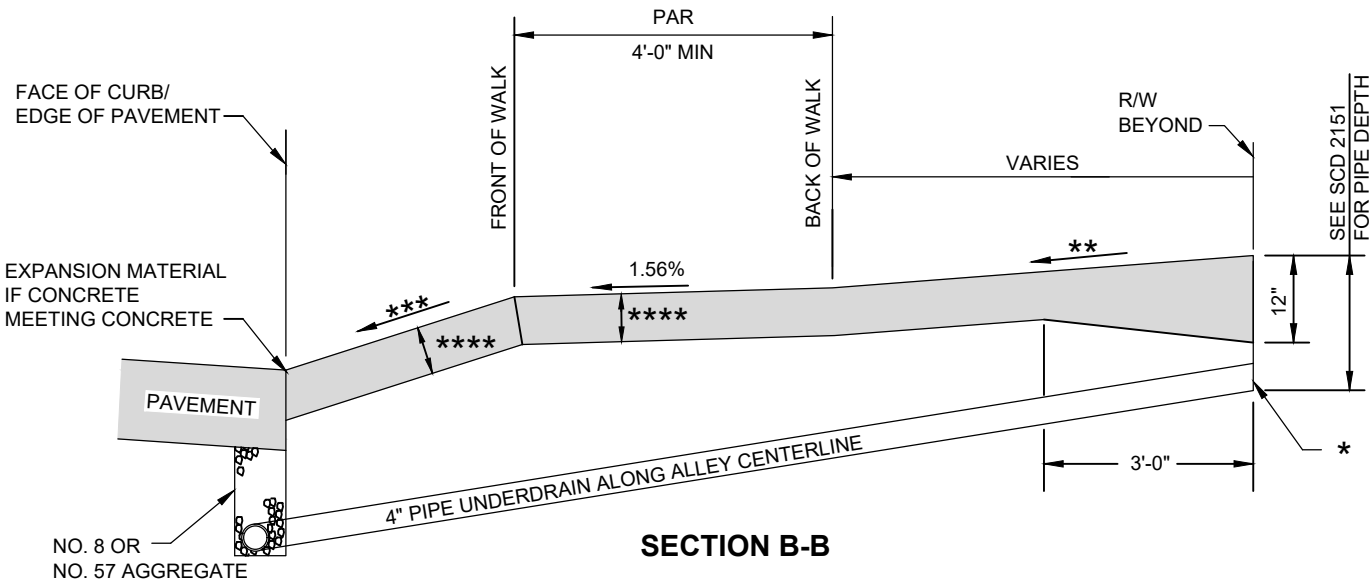 PAR
4'-0" MIN
FACE OF CURB/
EDGE OF PAVEMENT
FRONT OF WALK
BACK OF WALK
R/W
BEYOND
VARIES
SEE SCD 2151
FOR PIPE DEPTH
EXPANSION MATERIAL
IF CONCRETE
MEETING CONCRETE
***
****
1.56%
****
**
12"
PAVEMENT
4" PIPE UNDERDRAIN ALONG ALLEY CENTERLINE
3'-0"
*
NO. 8 OR
NO. 57 AGGREGATE
SECTION B-B